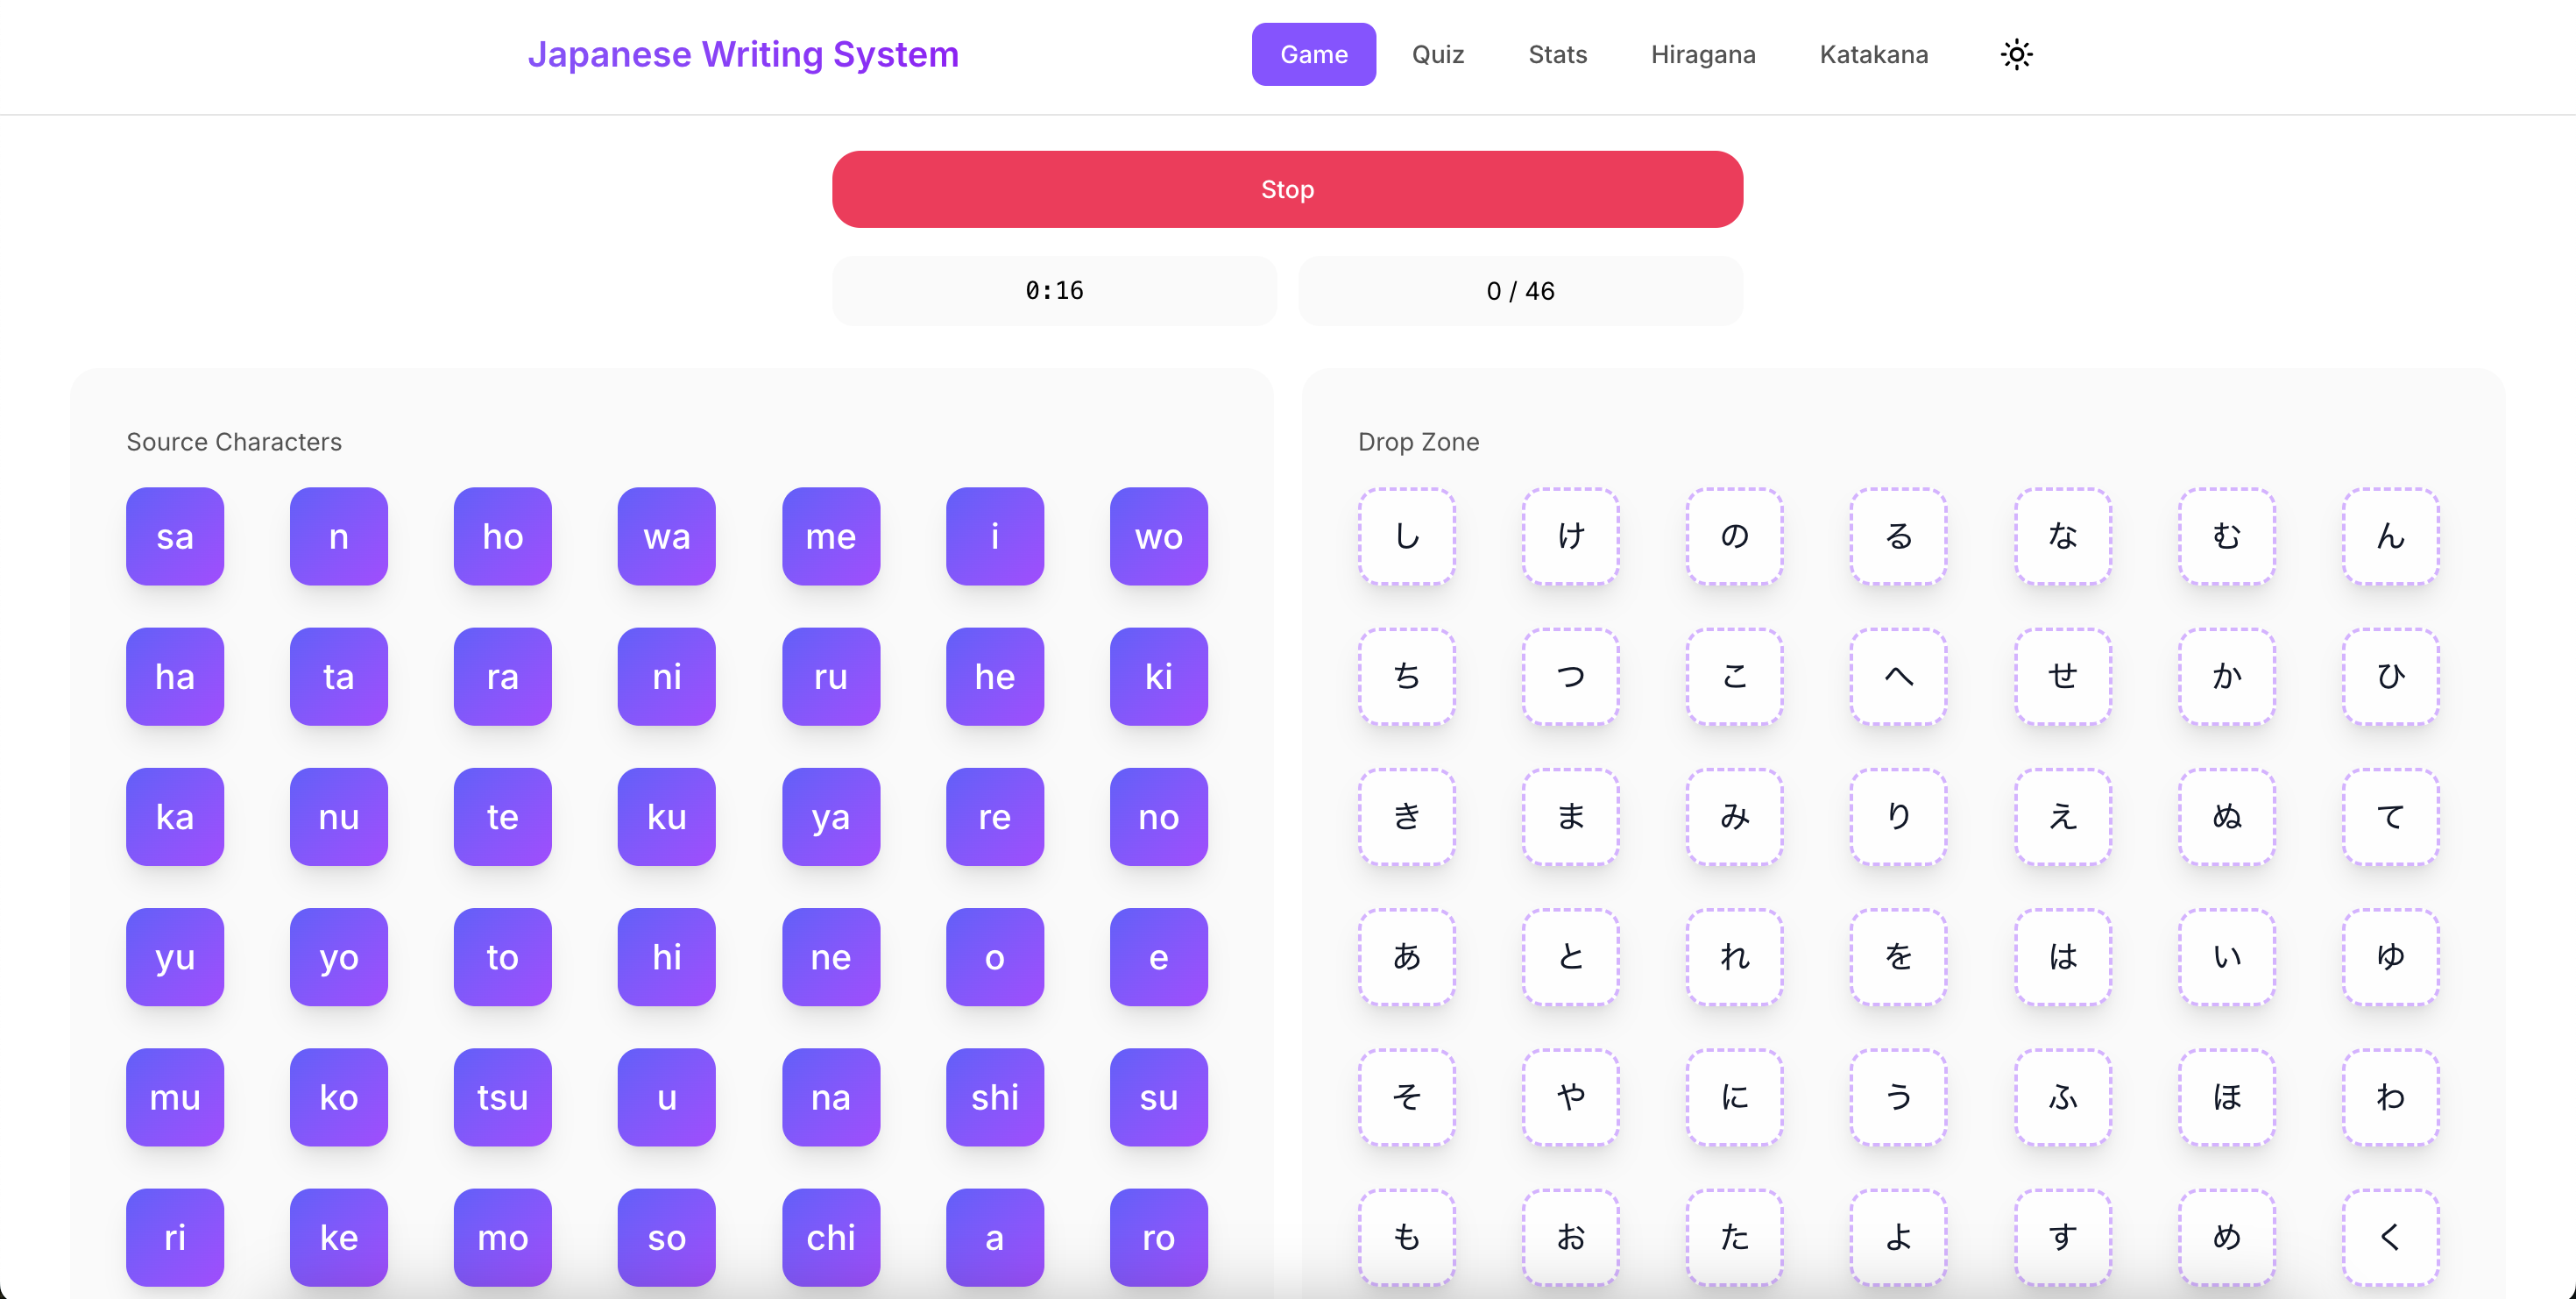 Japanese Writing System Game Quiz Stats Hiragana Katakana
Stop
0:16 0 / 46
Source Characters
sa n ho wa me i wo
ha ta ra ni ru he ki
ka nu te ku ya re no
yu yo to hi ne o e
mu ko tsu u na shi su
ri ke mo so chi a ro
Drop Zone
し け の る な む ん
ち つ こ へ せ か ひ
き ま み り え ぬ て
あ と れ を は い ゆ
そ や に う ふ ほ わ
も お た よ す め く